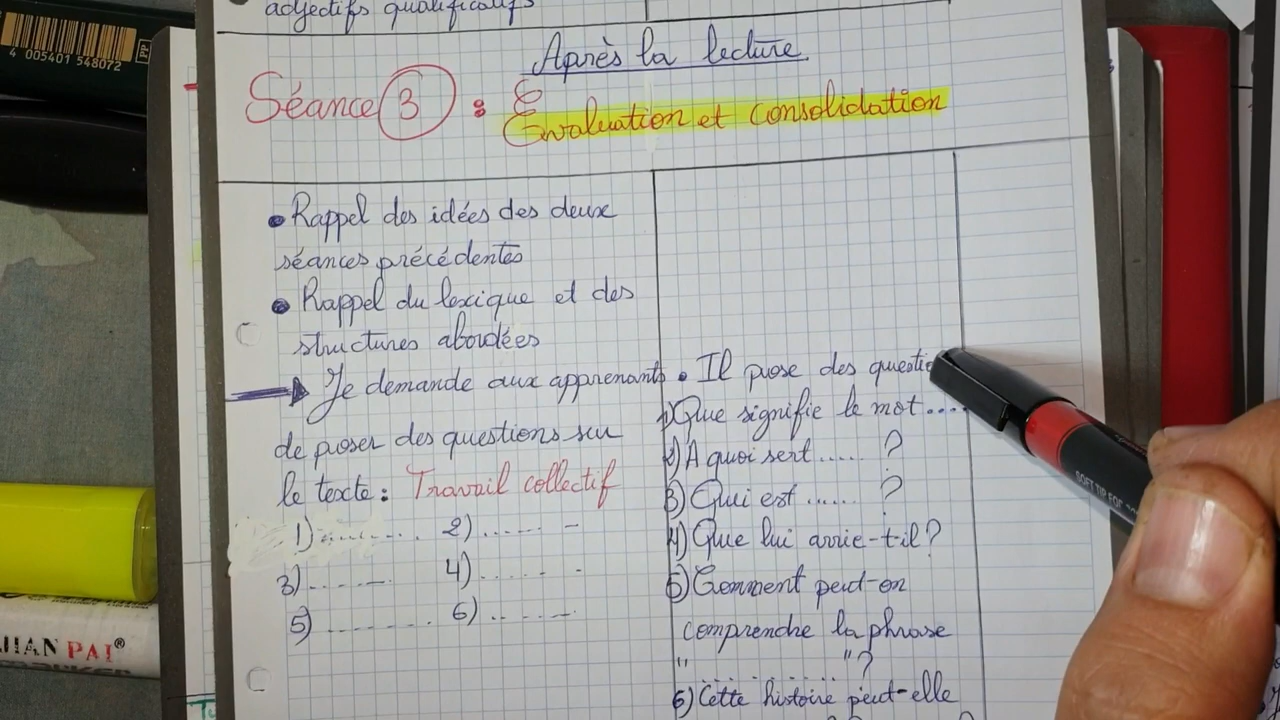 adjectifs qualificatifs
4 005401 548072
PP
Après la lecture
Séance 3 : E
Evaluation et consolidation
• Rappel des idées des deux
séances précédentes
• Rappel du lexique et des
structures abordées
→ Je demande aux apprenants
de poser des questions sur
le texte : Travail collectif
1) ........ 2) ......
3) ....... 4) .......
5) ......... 6) .......
• Il pose des questio
1) Que signifie le mot ....
2) A quoi sert ..... ?
3) Qui est ...... ?
4) Que lui arrie-t-il ?
5) Comment peut-on
comprendre la phrase
" .......... " ?
6) Cette histoire peut-elle
SOFT TIP FOR
PAI®